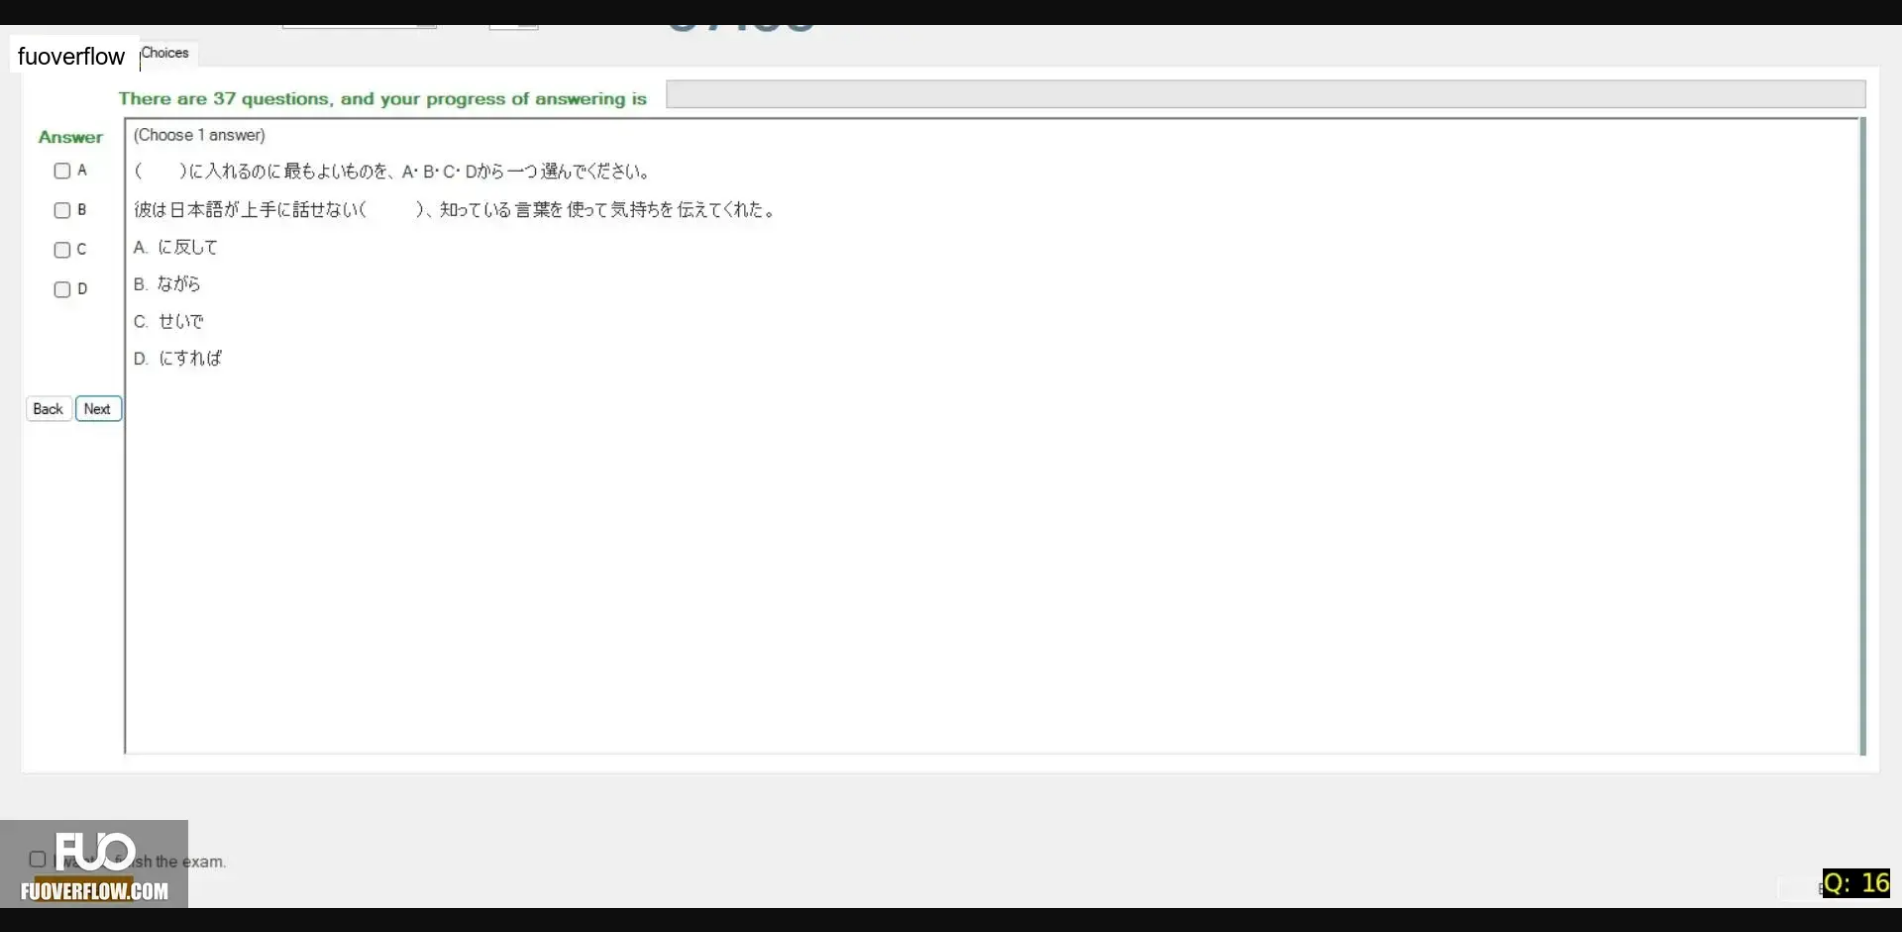 fuoverflow
Choices
There are 37 questions, and your progress of answering is
Answer
(Choose 1 answer)
A
(　　)に入れるのに最もよいものを、A・B・C・Dから一つ選んでください。
B
彼は日本語が上手に話せない(　　)、知っている言葉を使って気持ちを伝えてくれた。
C
A. に反して
D
B. ながら
C. せいで
D. にすれば
Back Next
FUO
the exam.
FUOVERFLOW.COM
Q: 16